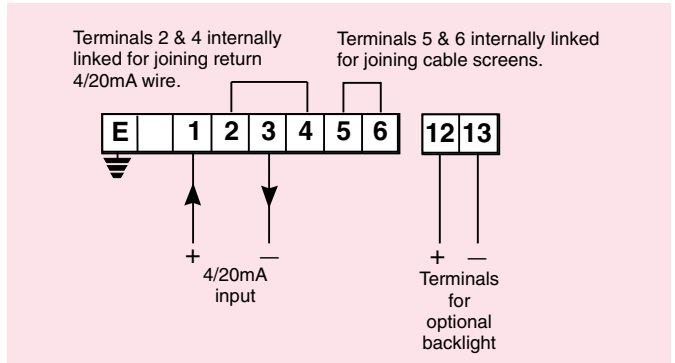 Terminals 2 & 4 internally
linked for joining return
4/20mA wire.
Terminals 5 & 6 internally linked
for joining cable screens.
E 1 2 3 4 5 6 12 13
+ — + —
4/20mA
input
Terminals
for
optional
backlight